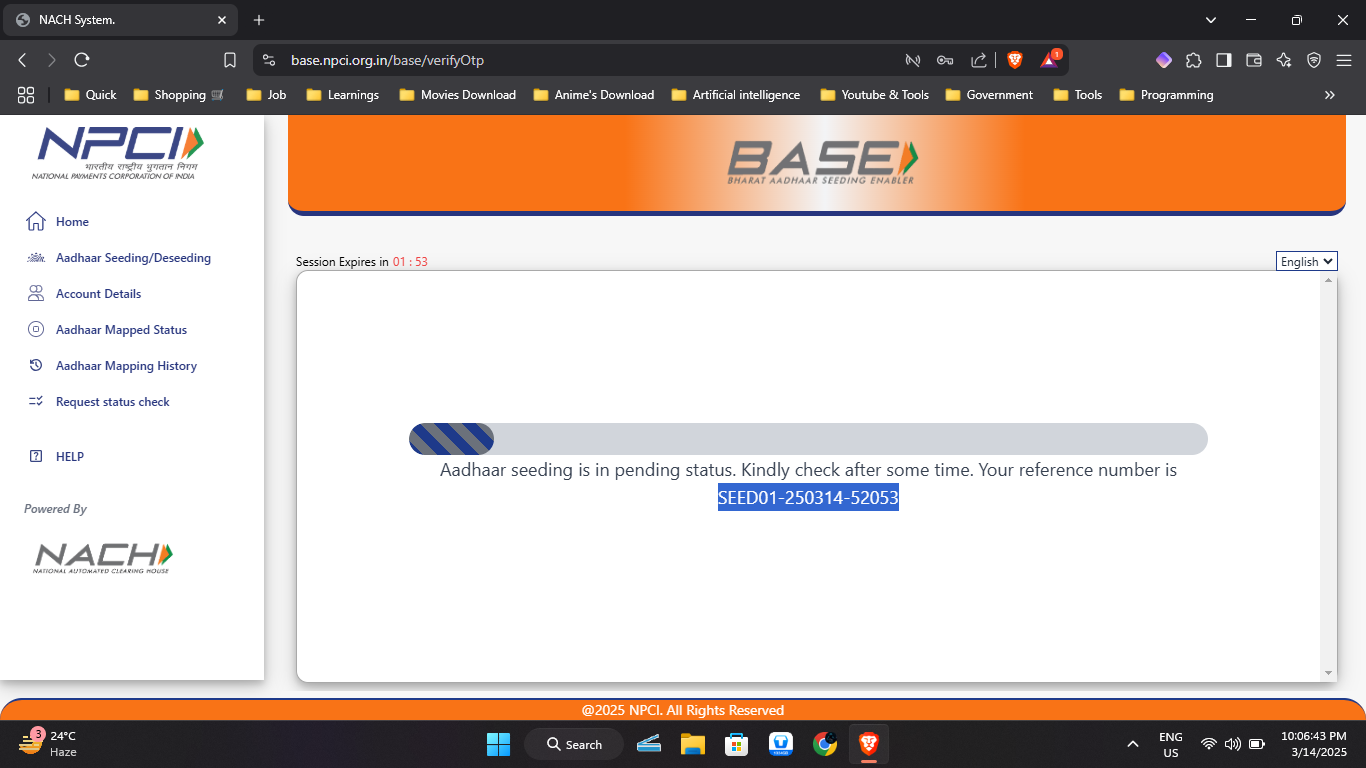 NACH System.
base.npci.org.in/base/verifyOtp
1
Quick
Shopping
Job
Learnings
Movies Download
Anime's Download
Artificial intelligence
Youtube & Tools
Government
Tools
Programming
NPCI
भारतीय राष्ट्रीय भुगतान निगम
NATIONAL PAYMENTS CORPORATION OF INDIA
BASE
BHARAT AADHAAR SEEDING ENABLER
Home
Aadhaar Seeding/Deseeding
Account Details
Aadhaar Mapped Status
Aadhaar Mapping History
Request status check
HELP
Powered By
NACH
NATIONAL AUTOMATED CLEARING HOUSE
Session Expires in 01 : 53
English
Aadhaar seeding is in pending status. Kindly check after some time. Your reference number is
SEED01-250314-52053
@2025 NPCI. All Rights Reserved
3
24°C
Haze
Search
ENG
US
10:06:43 PM
3/14/2025